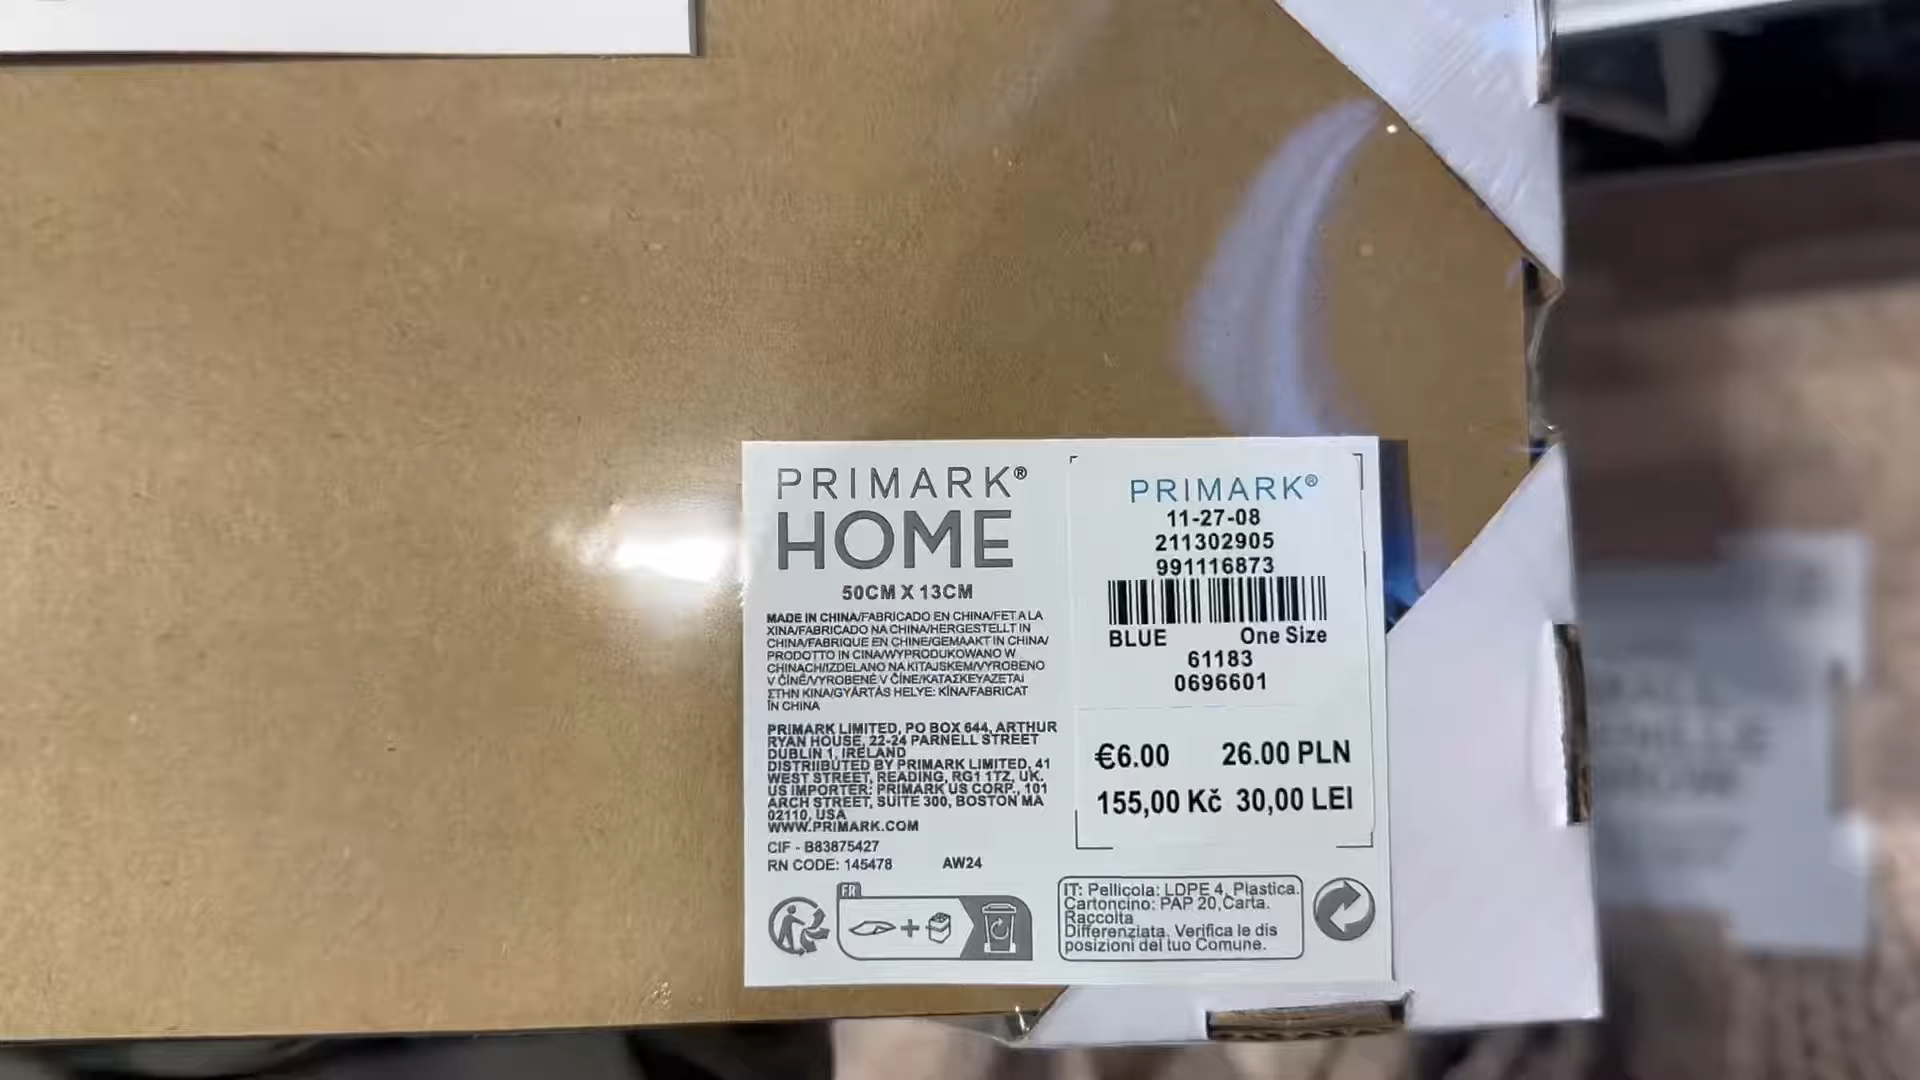 PRIMARK®
HOME
50CM X 13CM
MADE IN CHINA/FABRICADO EN CHINA/FET A LA
XINA/FABRICADO NA CHINA/HERGESTELLT IN
CHINA/FABRIQUE EN CHINE/GEMAAKT IN CHINA/
PRODOTTO IN CINA/WYPRODUKOWANO W
CHINACH/IZDELANO NA KITAJSKEM/VYROBENO
V ČÍNĚ/VYROBENÉ V ČÍNE/ΚΑΤΑΣΚΕΥΑΖΕΤΑΙ
ΣΤΗΝ ΚΙΝΑ/GYÁRTÁS HELYE: KÍNA/FABRICAT
ÎN CHINA
PRIMARK LIMITED, PO BOX 644, ARTHUR
RYAN HOUSE, 22-24 PARNELL STREET
DUBLIN 1, IRELAND
DISTRIIBUTED BY PRIMARK LIMITED, 41
WEST STREET, READING, RG1 1TZ, UK.
US IMPORTER: PRIMARK US CORP., 101
ARCH STREET, SUITE 300, BOSTON MA
02110, USA
WWW.PRIMARK.COM
CIF - B83875427
RN CODE: 145478 AW24
FR
PRIMARK®
11-27-08
211302905
991116873
BLUE One Size
61183
0696601
€6.00 26.00 PLN
155,00 Kč 30,00 LEI
IT: Pellicola: LDPE 4, Plastica.
Cartoncino: PAP 20, Carta.
Raccolta
Differenziata. Verifica le dis
posizioni del tuo Comune.